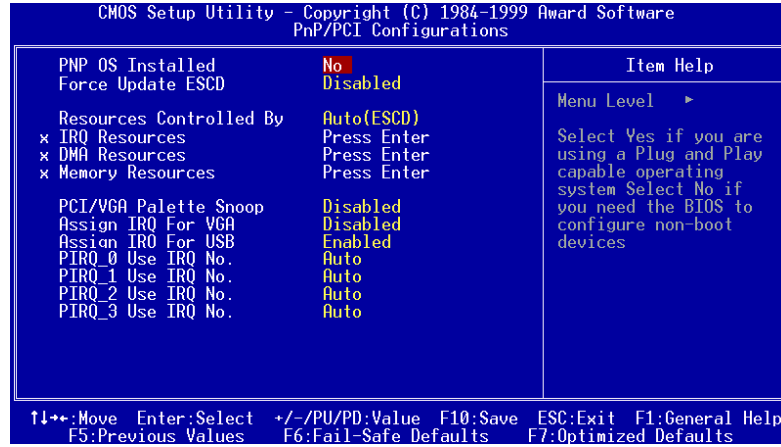 CMOS Setup Utility – Copyright (C) 1984–1999 Award Software
PnP/PCI Configurations
PNP OS Installed No
Force Update ESCD Disabled
Resources Controlled By Auto(ESCD)
x IRQ Resources Press Enter
x DMA Resources Press Enter
x Memory Resources Press Enter
PCI/VGA Palette Snoop Disabled
Assign IRQ For VGA Disabled
Assign IRQ For USB Enabled
PIRQ_0 Use IRQ No. Auto
PIRQ_1 Use IRQ No. Auto
PIRQ_2 Use IRQ No. Auto
PIRQ_3 Use IRQ No. Auto
Item Help
Menu Level ►
Select Yes if you are
using a Plug and Play
capable operating
system Select No if
you need the BIOS to
configure non-boot
devices
↑↓→←:Move Enter:Select +/-/PU/PD:Value F10:Save ESC:Exit F1:General Help
F5:Previous Values F6:Fail-Safe Defaults F7:Optimized Defaults